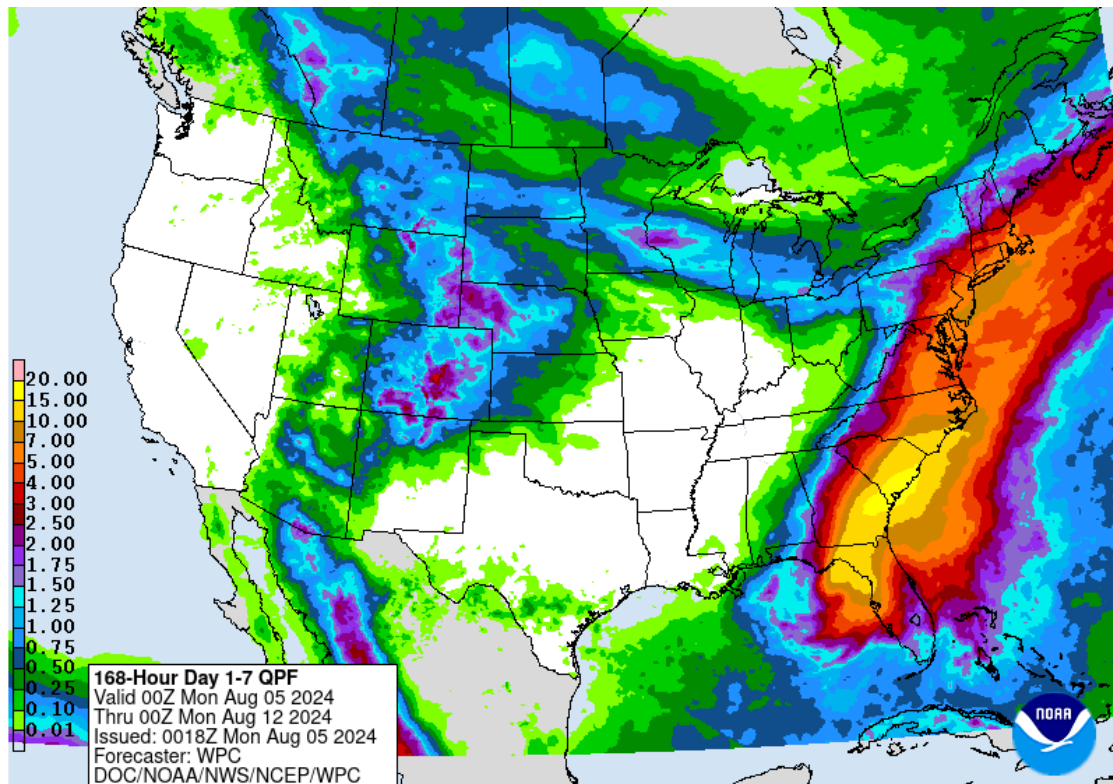 20.00
15.00
10.00
7.00
5.00
4.00
3.00
2.50
2.00
1.75
1.50
1.25
1.00
0.75
0.50
0.25
0.10
0.01
168-Hour Day 1-7 QPF
Valid 00Z Mon Aug 05 2024
Thru 00Z Mon Aug 12 2024
Issued: 0018Z Mon Aug 05 2024
Forecaster: WPC
DOC/NOAA/NWS/NCEP/WPC
NOAA